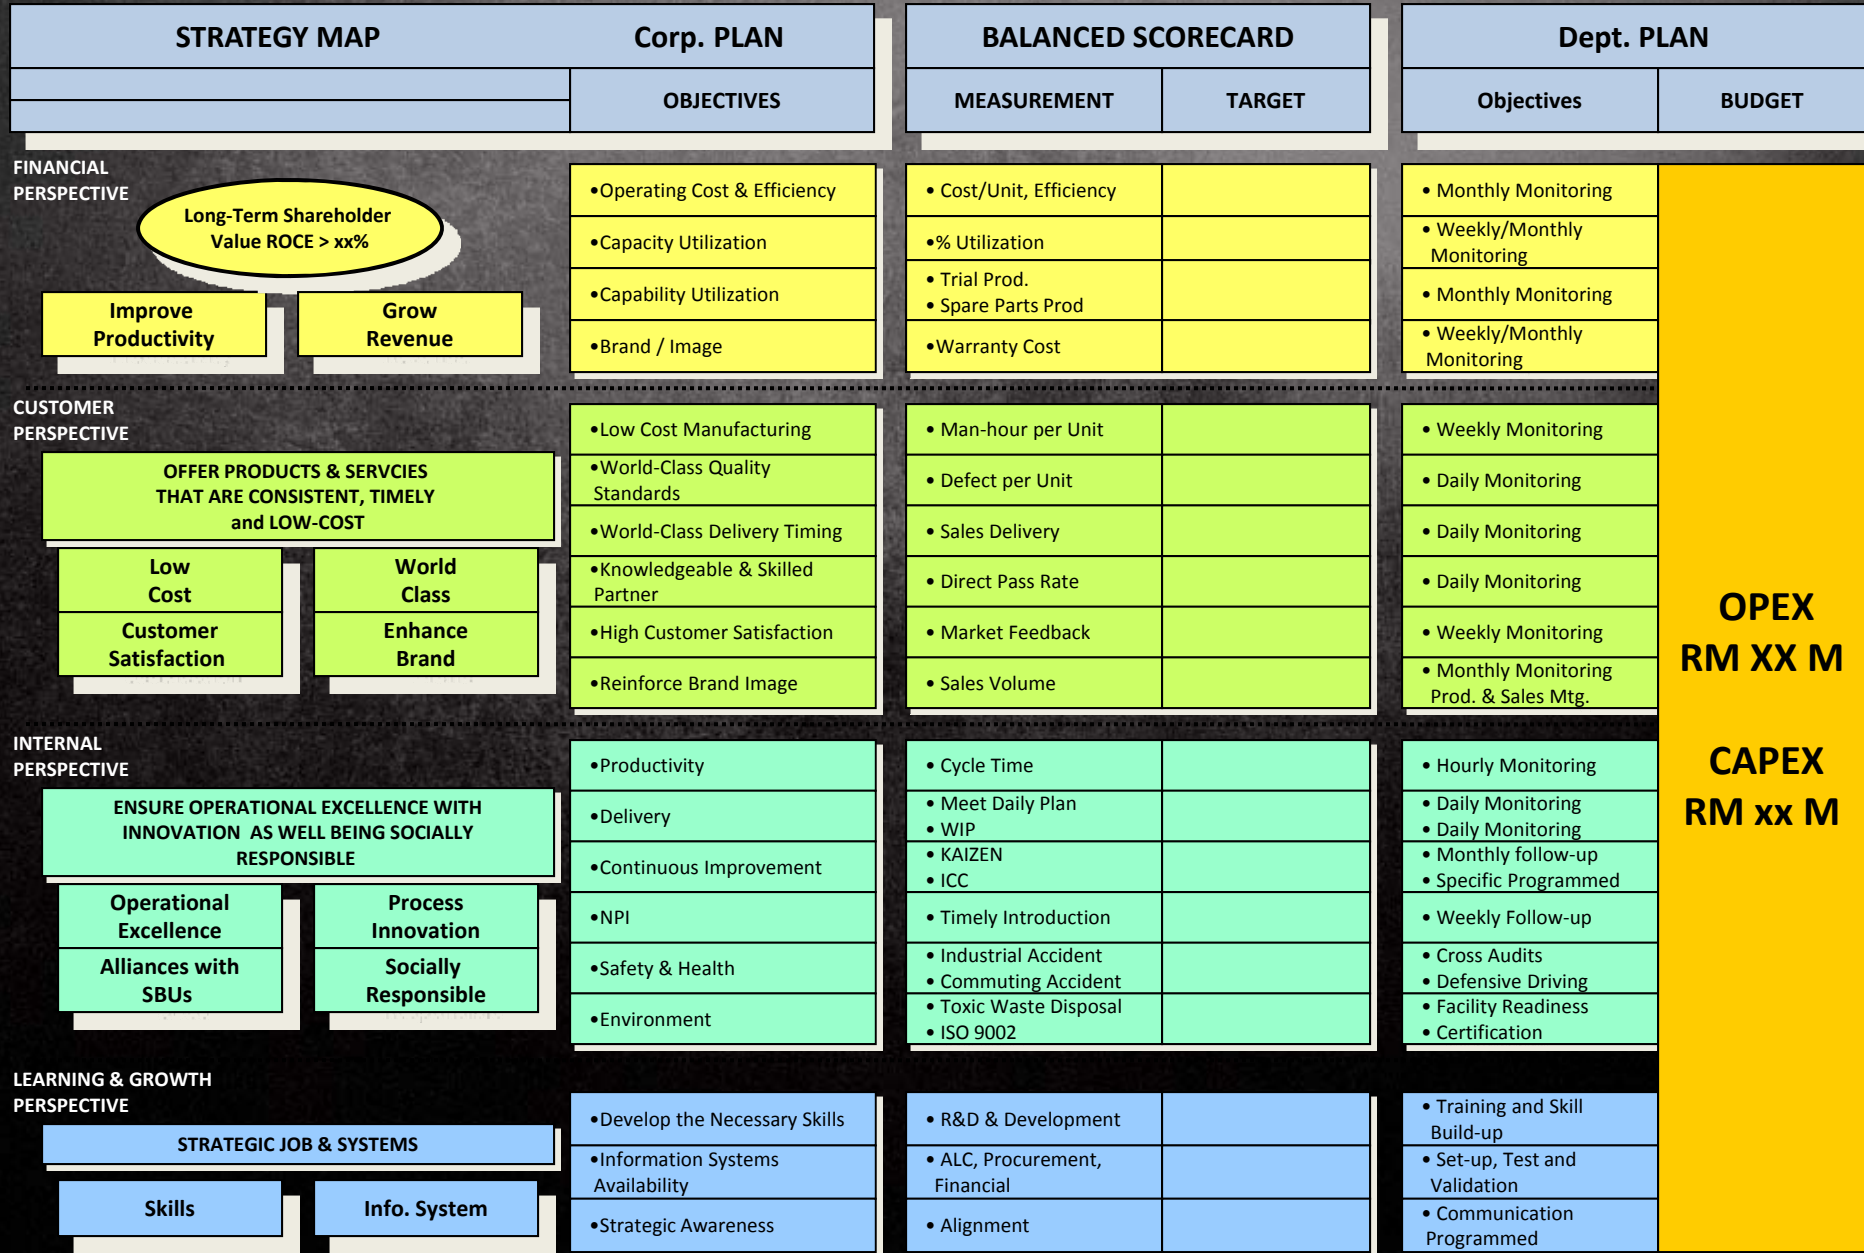 STRATEGY MAP
Corp. PLAN
OBJECTIVES
BALANCED SCORECARD
MEASUREMENT
TARGET
Dept. PLAN
Objectives
BUDGET
FINANCIAL
PERSPECTIVE
Long-Term Shareholder
Value ROCE > xx%
Improve
Productivity
Grow
Revenue
•Operating Cost & Efficiency
• Cost/Unit, Efficiency
• Monthly Monitoring
•Capacity Utilization
•% Utilization
• Weekly/Monthly
Monitoring
•Capability Utilization
• Trial Prod.
• Spare Parts Prod
• Monthly Monitoring
•Brand / Image
•Warranty Cost
• Weekly/Monthly
Monitoring
CUSTOMER
PERSPECTIVE
OFFER PRODUCTS & SERVCIES
THAT ARE CONSISTENT, TIMELY
and LOW-COST
Low
Cost
World
Class
Customer
Satisfaction
Enhance
Brand
•Low Cost Manufacturing
• Man-hour per Unit
• Weekly Monitoring
•World-Class Quality
Standards
• Defect per Unit
• Daily Monitoring
•World-Class Delivery Timing
• Sales Delivery
• Daily Monitoring
•Knowledgeable & Skilled
Partner
• Direct Pass Rate
• Daily Monitoring
•High Customer Satisfaction
• Market Feedback
• Weekly Monitoring
•Reinforce Brand Image
• Sales Volume
• Monthly Monitoring
Prod. & Sales Mtg.
INTERNAL
PERSPECTIVE
ENSURE OPERATIONAL EXCELLENCE WITH
INNOVATION AS WELL BEING SOCIALLY
RESPONSIBLE
Operational
Excellence
Process
Innovation
Alliances with
SBUs
Socially
Responsible
•Productivity
• Cycle Time
• Hourly Monitoring
•Delivery
• Meet Daily Plan
• WIP
• Daily Monitoring
• Daily Monitoring
•Continuous Improvement
• KAIZEN
• ICC
• Monthly follow-up
• Specific Programmed
•NPI
• Timely Introduction
• Weekly Follow-up
•Safety & Health
• Industrial Accident
• Commuting Accident
• Cross Audits
• Defensive Driving
•Environment
• Toxic Waste Disposal
• ISO 9002
• Facility Readiness
• Certification
LEARNING & GROWTH
PERSPECTIVE
STRATEGIC JOB & SYSTEMS
Skills
Info. System
•Develop the Necessary Skills
• R&D & Development
• Training and Skill
Build-up
•Information Systems
Availability
• ALC, Procurement,
Financial
• Set-up, Test and
Validation
•Strategic Awareness
• Alignment
• Communication
Programmed
OPEX
RM XX M
CAPEX
RM xx M